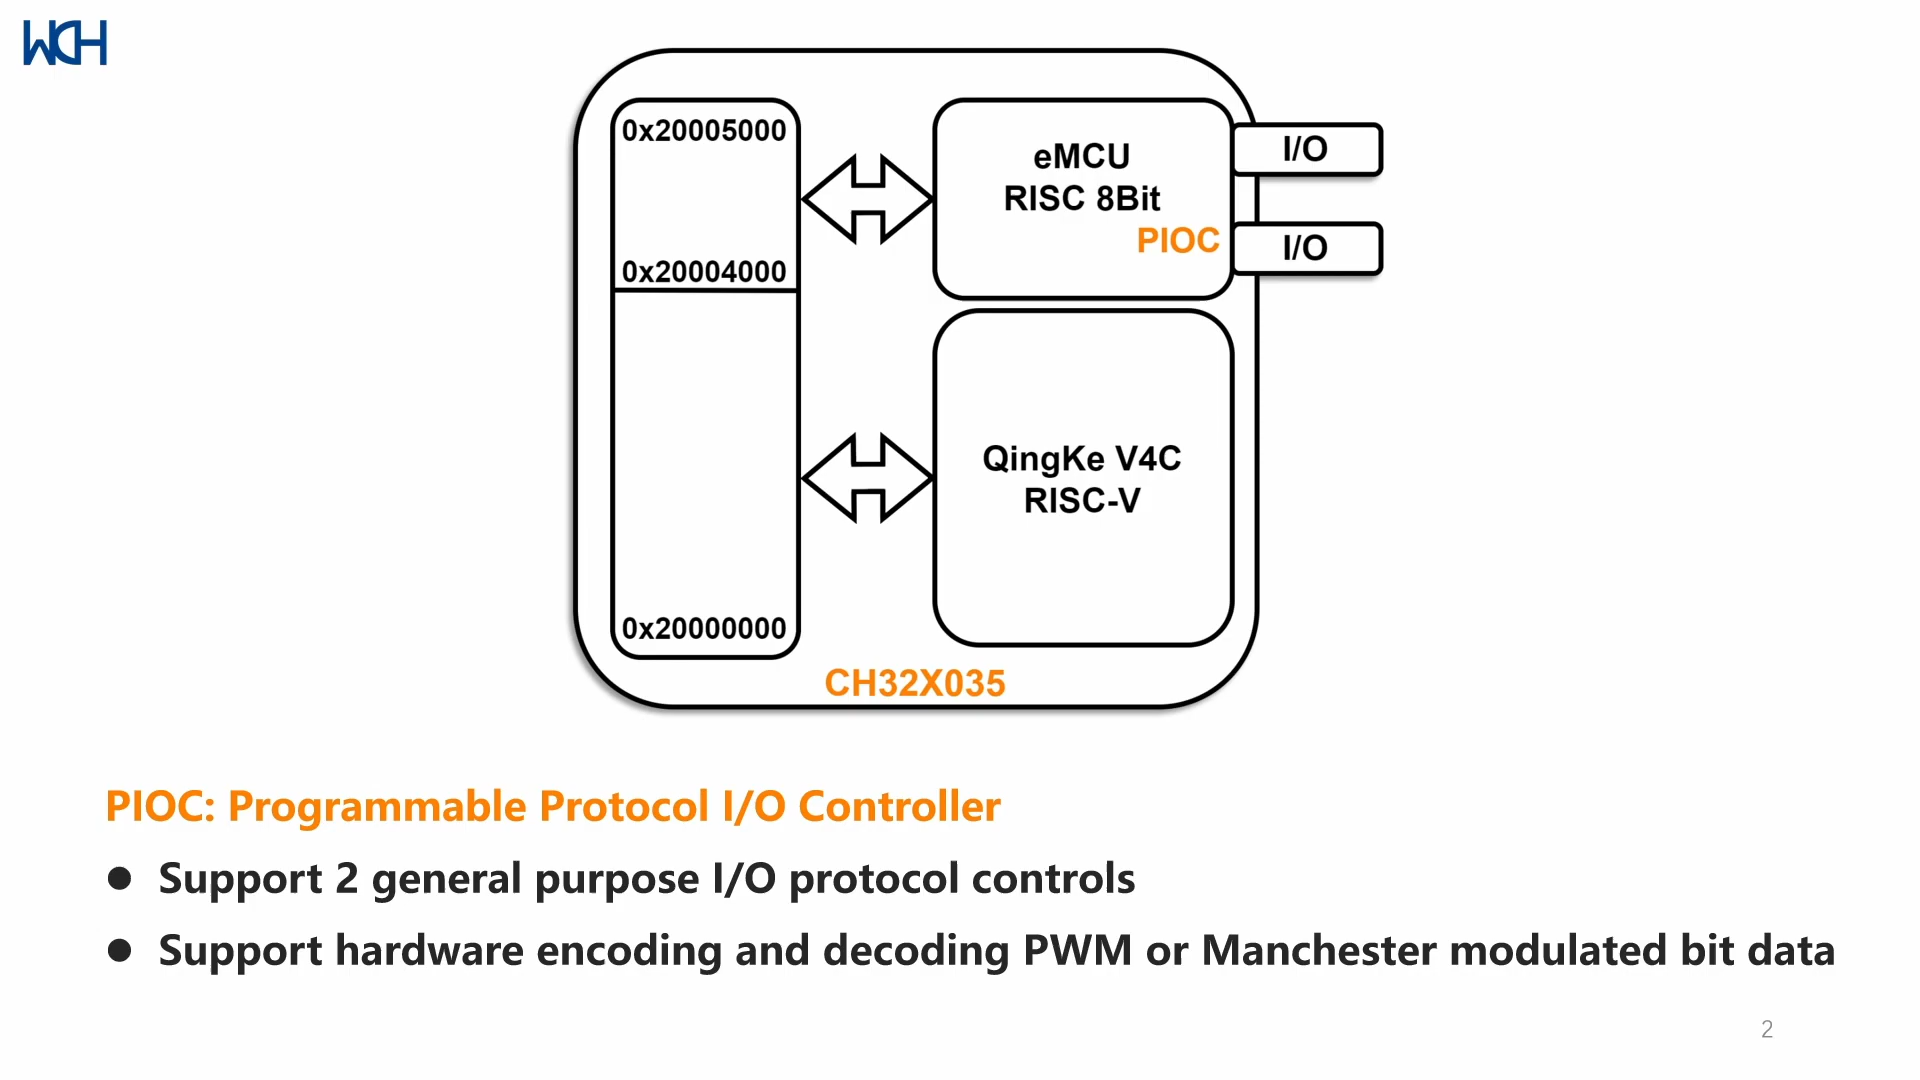 WCH
0x20005000
0x20004000
0x20000000
eMCU
RISC 8Bit
PIOC
I/O
I/O
QingKe V4C
RISC-V
CH32X035
PIOC: Programmable Protocol I/O Controller
● Support 2 general purpose I/O protocol controls
● Support hardware encoding and decoding PWM or Manchester modulated bit data
2